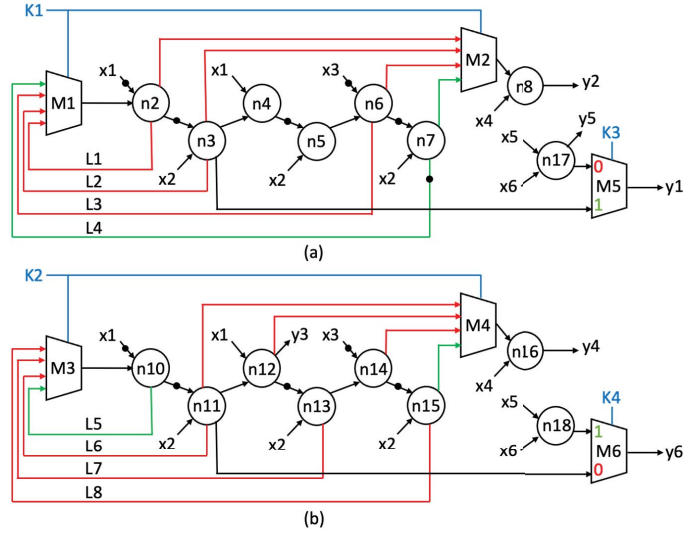 K1
x1 x1 x3 M2
M1 n2 n4 n6 n8 y2
n3 n5 n7 x4 y5
x5 K3
x2 x2 x2 n17 0
L1 x6 M5 y1
L2
L3 1
L4
(a)
K2
x1 x1 y3 x3 M4
M3 n10 n12 n14 n16 y4
n11 n13 n15 x4
x5 K4
x2 x2 x2 n18 1
L5 x6 M6 y6
L6
L7 0
L8
(b)